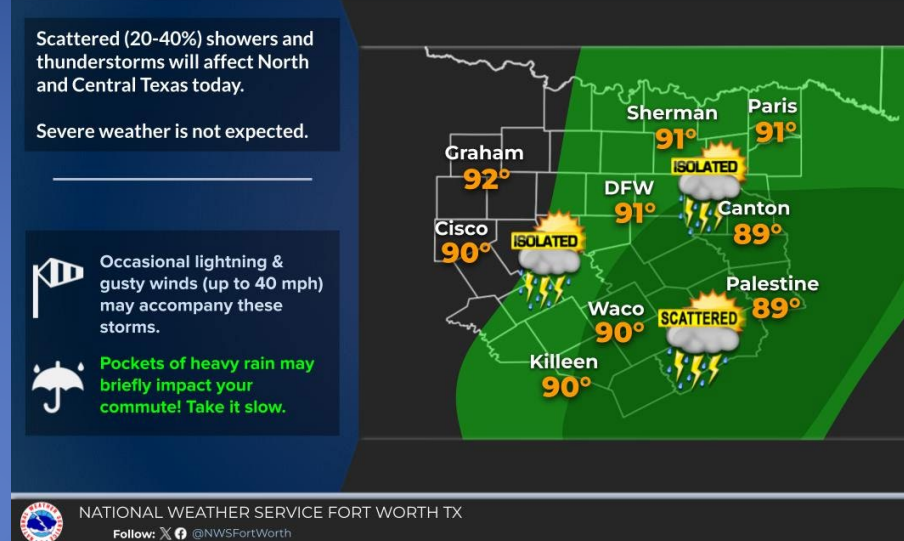 Scattered (20-40%) showers and
thunderstorms will affect North
and Central Texas today.
Severe weather is not expected.
Occasional lightning &
gusty winds (up to 40 mph)
may accompany these
storms.
Pockets of heavy rain may
briefly impact your
commute! Take it slow.
Sherman
91°
Paris
91°
Graham
92°
ISOLATED
DFW
91°
Canton
89°
Cisco
90°
ISOLATED
Palestine
89°
Waco
90°
SCATTERED
Killeen
90°
NATIONAL WEATHER SERVICE FORT WORTH TX
Follow: @NWSFortWorth